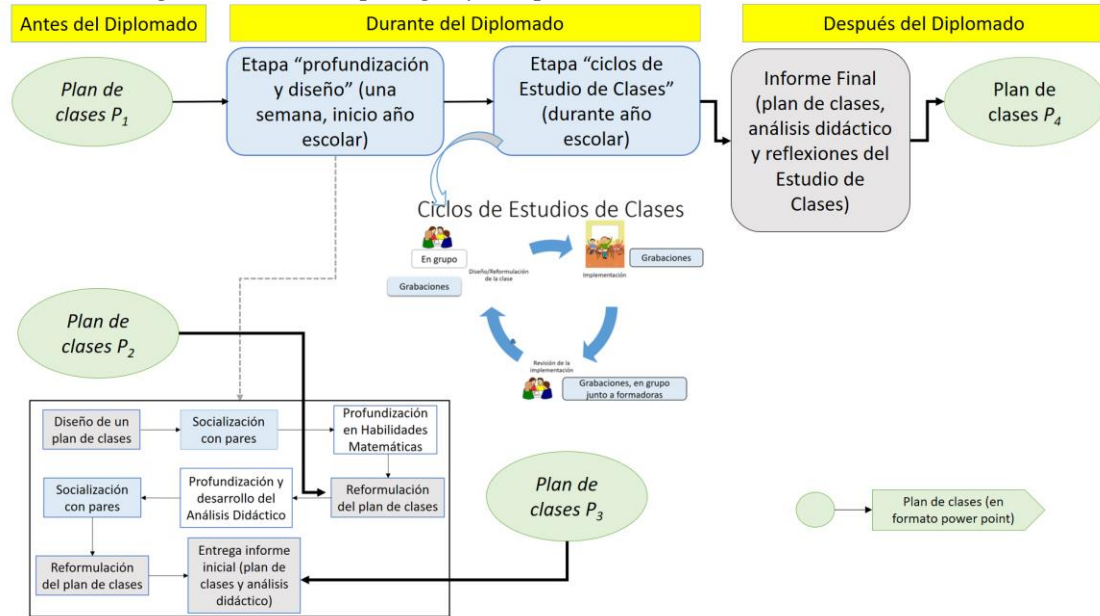 Antes del Diplomado
Durante del Diplomado
Después del Diplomado
Plan de
clases P1
Etapa “profundización
y diseño” (una
semana, inicio año
escolar)
Etapa “ciclos de
Estudio de Clases”
(durante año
escolar)
Informe Final
(plan de clases,
análisis didáctico
y reflexiones del
Estudio de
Clases)
Plan de
clases P4
Ciclos de Estudios de Clases
En grupo
Grabaciones
Diseño/Reformulación
de la clase
Implementación
Grabaciones
Revisión de la
implementación
Grabaciones, en grupo
junto a formadoras
Plan de
clases P2
Diseño de un
plan de clases
Socialización
con pares
Profundización
en Habilidades
Matemáticas
Socialización
con pares
Profundización y
desarrollo del
Análisis Didáctico
Reformulación
del plan de clases
Reformulación
del plan de clases
Entrega informe
inicial (plan de
clases y análisis
didáctico)
Plan de
clases P3
Plan de clases (en
formato power point)